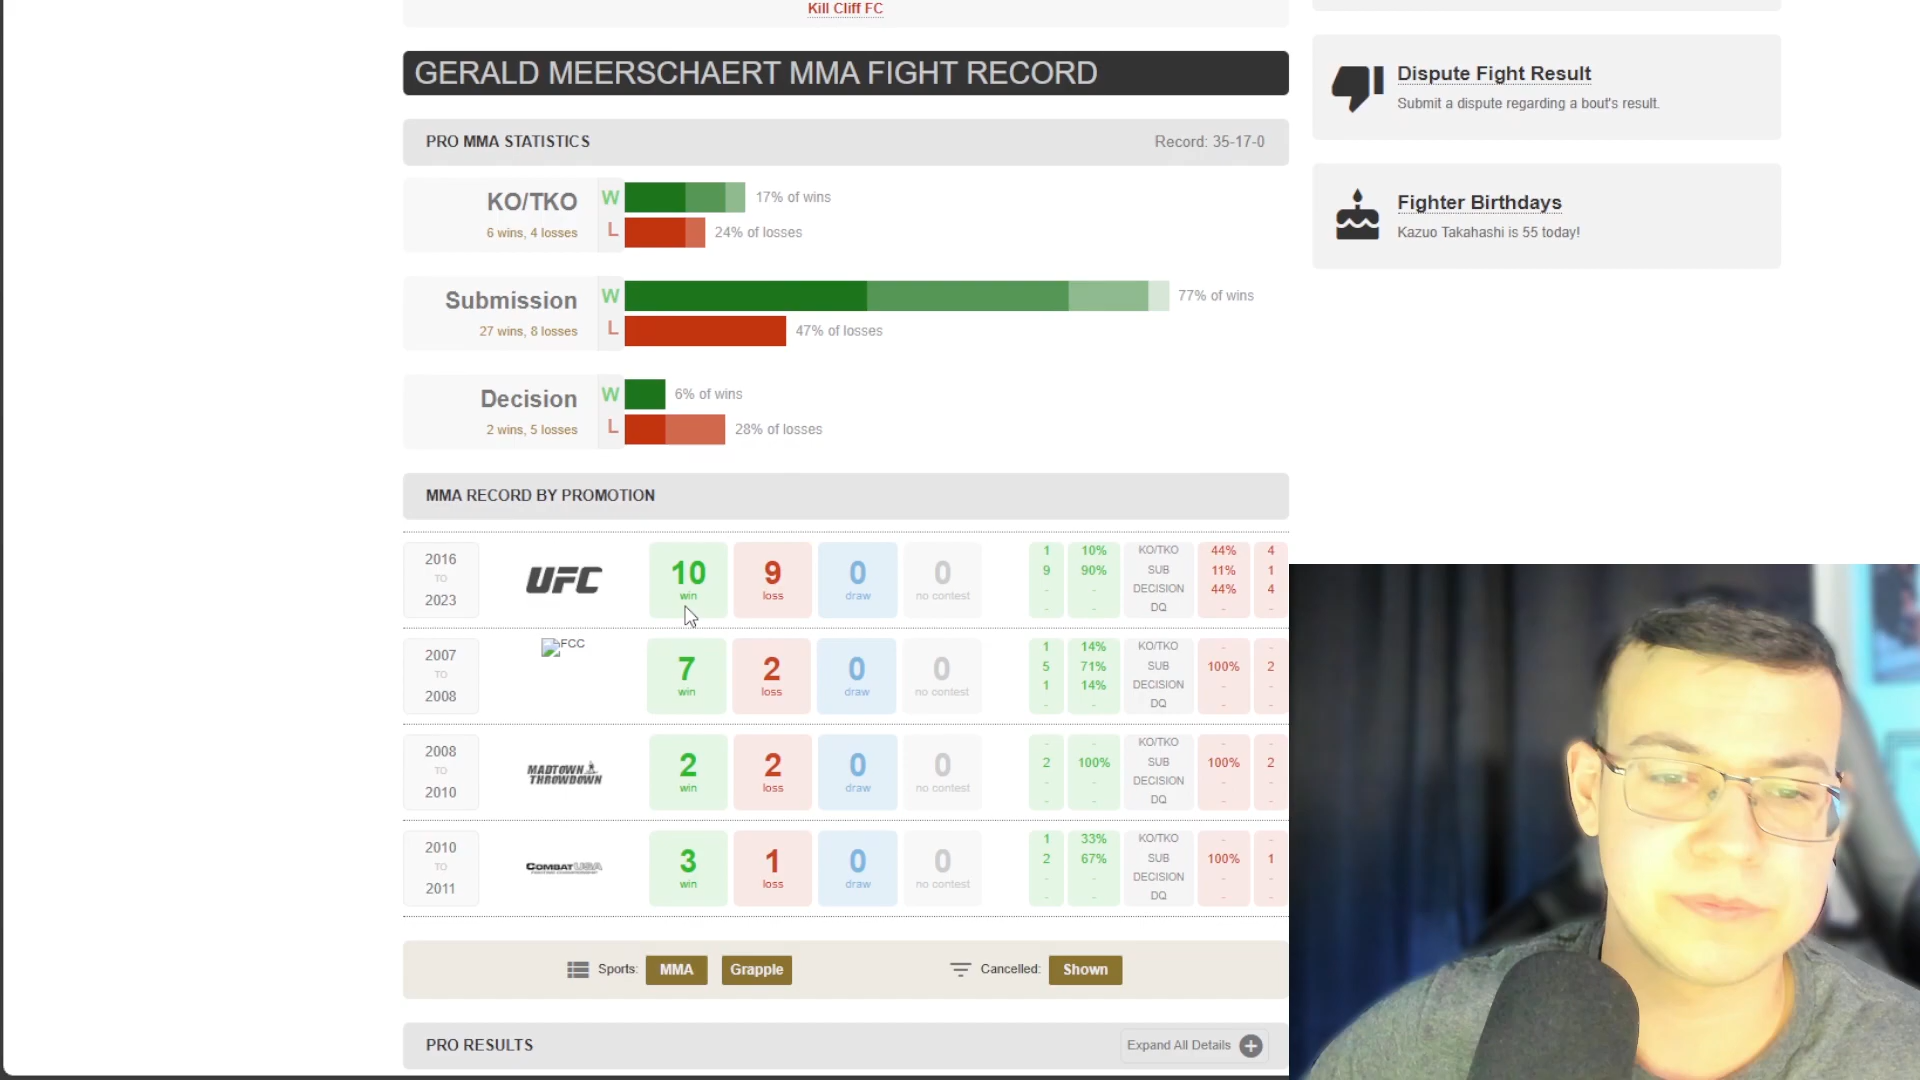 Kill Cliff FC
GERALD MEERSCHAERT MMA FIGHT RECORD
PRO MMA STATISTICS
Record: 35-17-0
KO/TKO
6 wins, 4 losses
W
17% of wins
L
24% of losses
Submission
27 wins, 8 losses
W
77% of wins
L
47% of losses
Decision
2 wins, 5 losses
W
6% of wins
L
28% of losses
MMA RECORD BY PROMOTION
2016
TO
2023
UFC
10
win
9
loss
0
draw
0
no contest
1 10% KO/TKO 44% 4
9 90% SUB 11% 1
- - DECISION 44% 4
- - DQ - -
2007
TO
2008
FCC
7
win
2
loss
0
draw
0
no contest
1 14% KO/TKO - -
5 71% SUB 100% 2
1 14% DECISION - -
- - DQ - -
2008
TO
2010
MADTOWN
THROWDOWN
2
win
2
loss
0
draw
0
no contest
- - KO/TKO - -
2 100% SUB 100% 2
- - DECISION - -
- - DQ - -
2010
TO
2011
COMBAT USA
3
win
1
loss
0
draw
0
no contest
1 33% KO/TKO - -
2 67% SUB 100% 1
- - DECISION - -
- - DQ - -
Sports: MMA Grapple
Cancelled: Shown
PRO RESULTS
Expand All Details
Dispute Fight Result
Submit a dispute regarding a bout's result.
Fighter Birthdays
Kazuo Takahashi is 55 today!